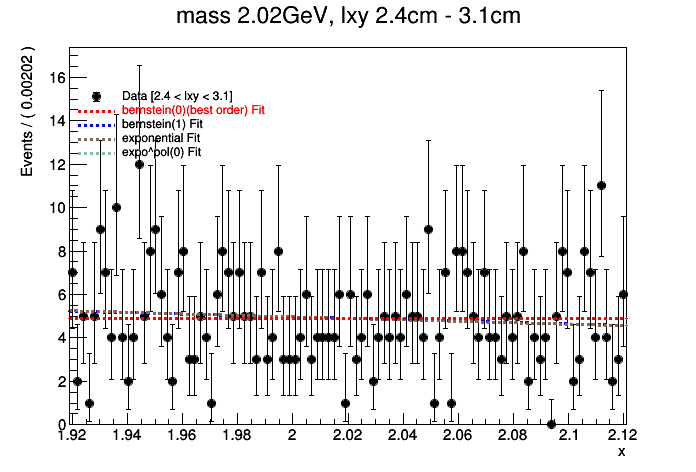 mass 2.02GeV, lxy 2.4cm - 3.1cm
Events / ( 0.00202 )
16
14
12
10
8
6
4
2
0
Data [2.4 < lxy < 3.1]
bernstein(0)(best order) Fit
bernstein(1) Fit
exponential Fit
expo^pol(0) Fit
1.92 1.94 1.96 1.98 2 2.02 2.04 2.06 2.08 2.1 2.12
x